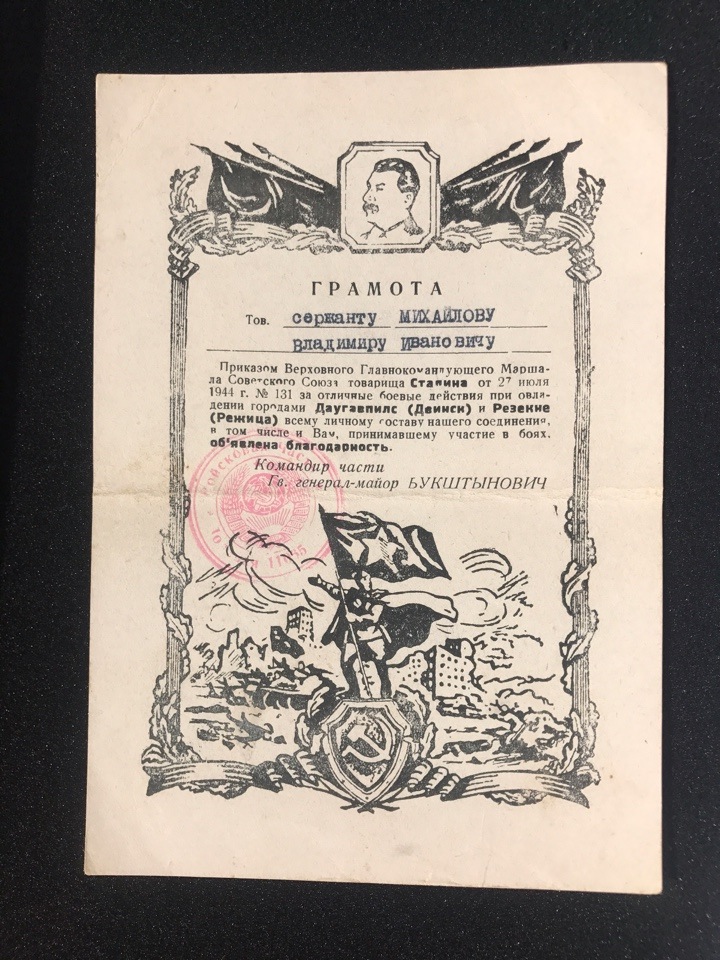 ГРАМОТА
Тов. сержанту МИХАЙЛОВУ
Владимиру Ивановичу
Приказом Верховного Главнокомандующего Марша-
ла Советского Союза товарища Сталина от 27 июля
1944 г. № 131 за отличные боевые действия при овла-
дении городами Даугавпилс (Двинск) и Резекне
(Режица) всему личному составу нашего соединения,
в том числе и Вам, принимавшему участие в боях,
об'явлена благодарность.
Командир части
Гв. генерал-майор БУКШТЫНОВИЧ